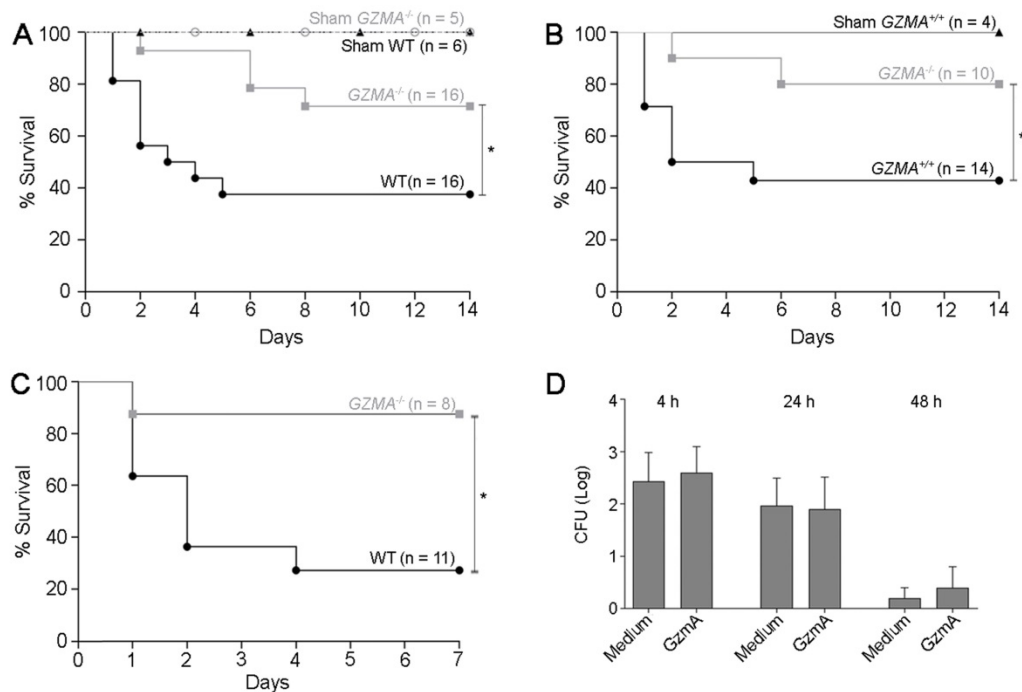 A
Sham GZMA-/- (n = 5)
Sham WT (n = 6)
GZMA-/- (n = 16)
WT(n = 16)
*
% Survival
100
80
60
40
20
0
0 2 4 6 8 10 12 14
Days
B
Sham GZMA+/+ (n = 4)
GZMA-/- (n = 10)
GZMA+/+ (n = 14)
*
% Survival
100
80
60
40
20
0
0 2 4 6 8 10 12 14
Days
C
GZMA-/- (n = 8)
WT (n = 11)
*
% Survival
100
80
60
40
20
0
0 1 2 3 4 5 6 7
Days
D
4 h 24 h 48 h
CFU (Log)
4
3
2
1
0
Medium GzmA Medium GzmA Medium GzmA